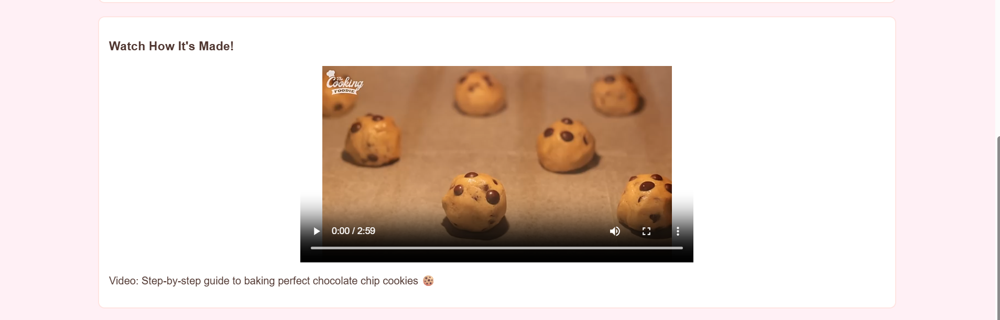 Watch How It's Made!
The
Cooking
FOODIE
0:00 / 2:59
Video: Step-by-step guide to baking perfect chocolate chip cookies 🍪